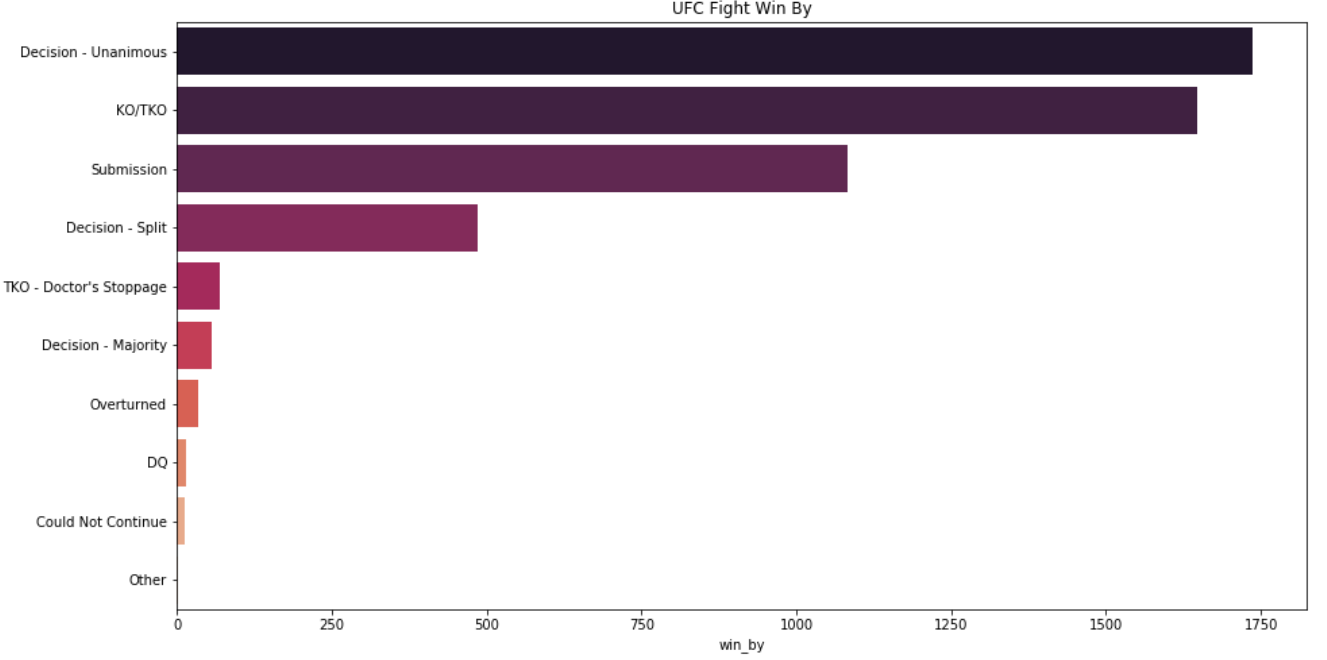 UFC Fight Win By
Decision - Unanimous
KO/TKO
Submission
Decision - Split
TKO - Doctor's Stoppage
Decision - Majority
Overturned
DQ
Could Not Continue
Other
0 250 500 750 1000 1250 1500 1750
win_by